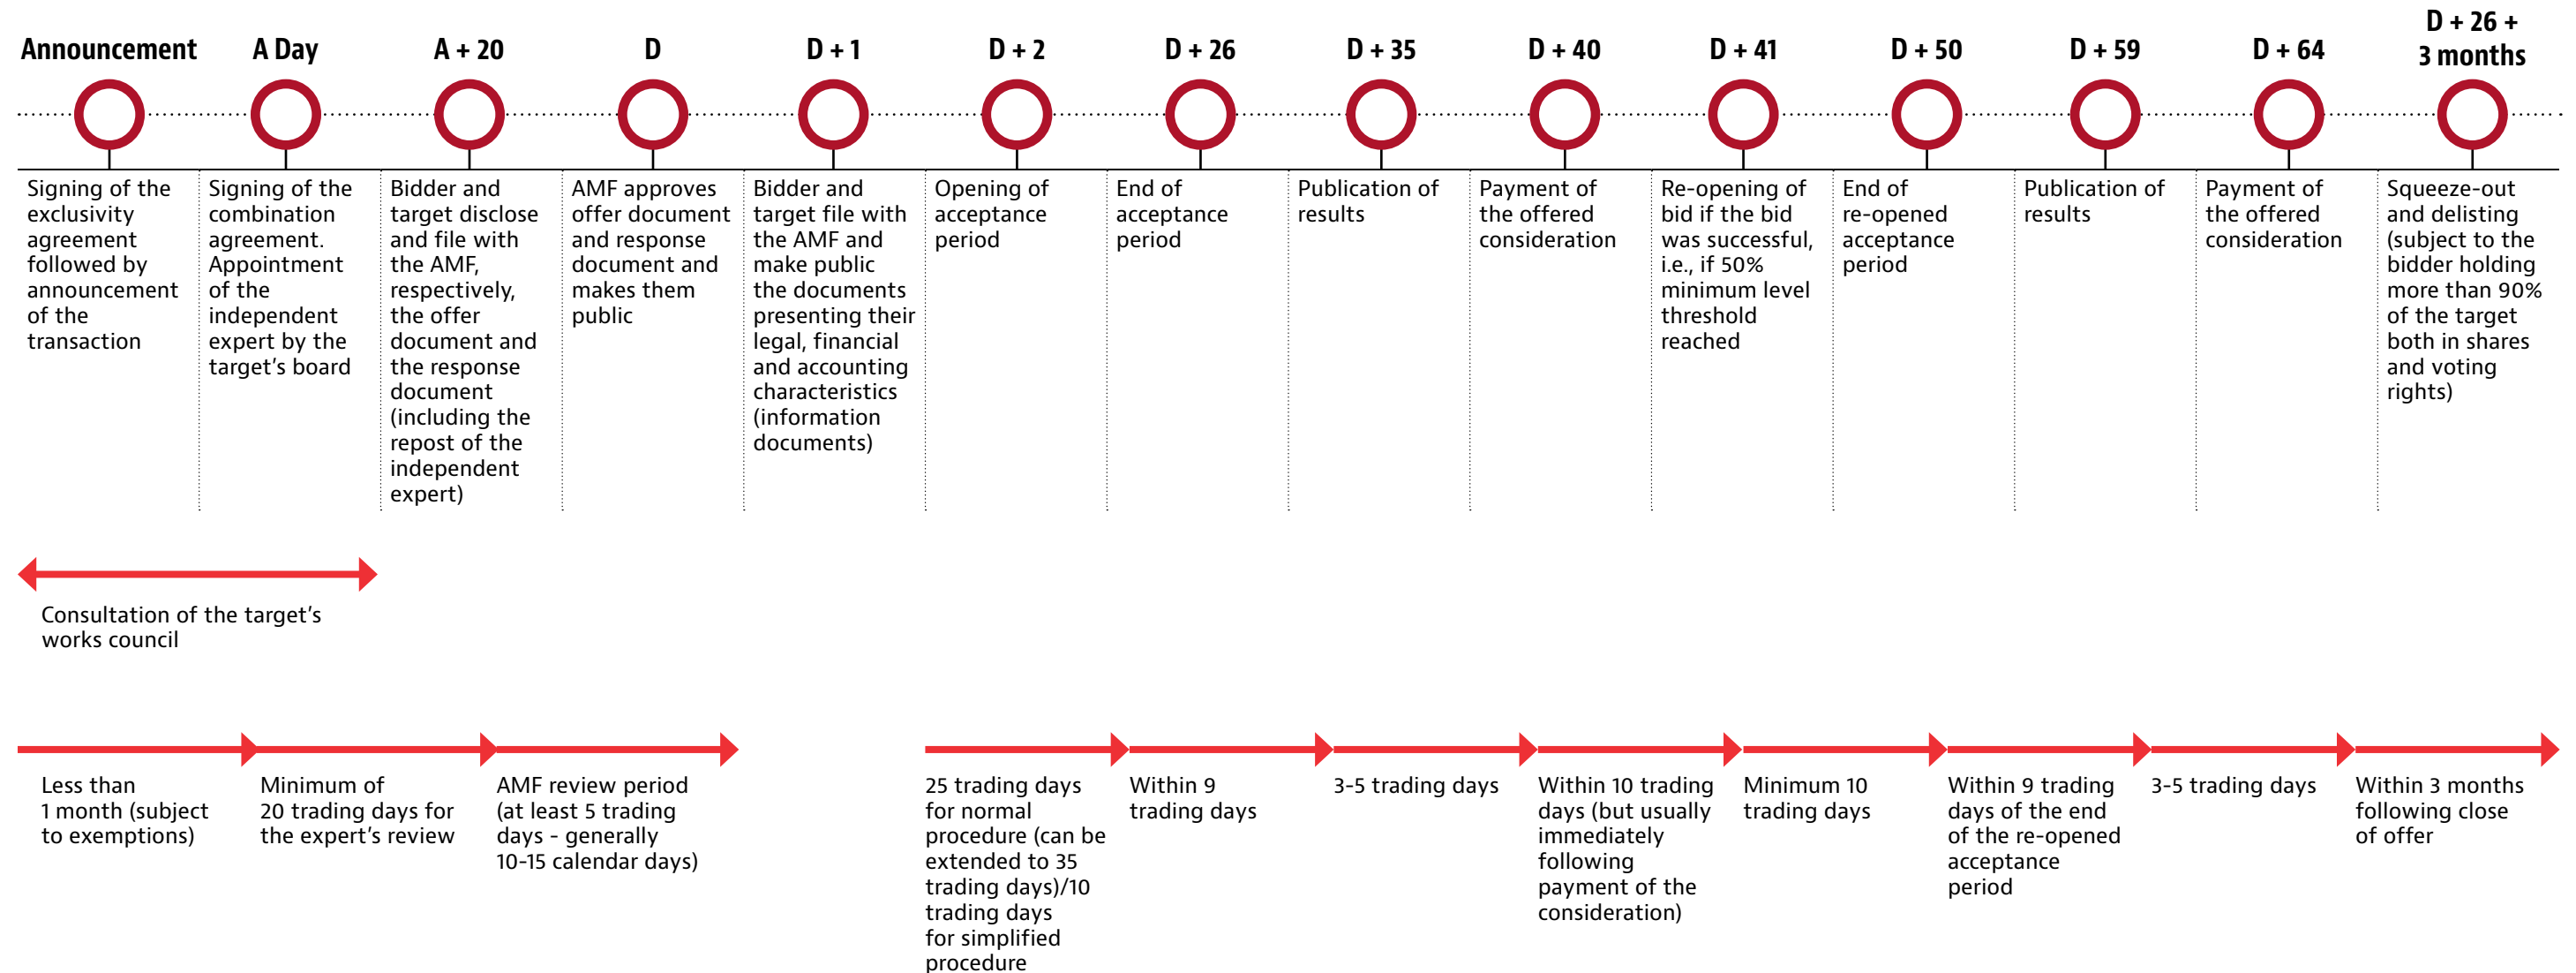 Announcement
A Day
A + 20
D
D + 1
D + 2
D + 26
D + 35
D + 40
D + 41
D + 50
D + 59
D + 64
D + 26 +
3 months
Signing of the
exclusivity
agreement
followed by
announcement
of the
transaction
Signing of the
combination
agreement.
Appointment
of the
independent
expert by the
target’s board
Bidder and
target disclose
and file with
the AMF,
respectively,
the offer
document and
the response
document
(including the
repost of the
independent
expert)
AMF approves
offer document
and response
document and
makes them
public
Bidder and
target file with
the AMF and
make public
the documents
presenting their
legal, financial
and accounting
characteristics
(information
documents)
Opening of
acceptance
period
End of
acceptance
period
Publication of
results
Payment of
the offered
consideration
Re-opening of
bid if the bid
was successful,
i.e., if 50%
minimum level
threshold
reached
End of
re-opened
acceptance
period
Publication of
results
Payment of
the offered
consideration
Squeeze-out
and delisting
(subject to the
bidder holding
more than 90%
of the target
both in shares
and voting
rights)
Consultation of the target’s
works council
Less than
1 month (subject
to exemptions)
Minimum of
20 trading days for
the expert’s review
AMF review period
(at least 5 trading
days - generally
10-15 calendar days)
25 trading days
for normal
procedure (can be
extended to 35
trading days)/10
trading days
for simplified
procedure
Within 9
trading days
3-5 trading days
Within 10 trading
days (but usually
immediately
following
payment of the
consideration)
Minimum 10
trading days
Within 9 trading
days of the end
of the re-opened
acceptance
period
3-5 trading days
Within 3 months
following close
of offer